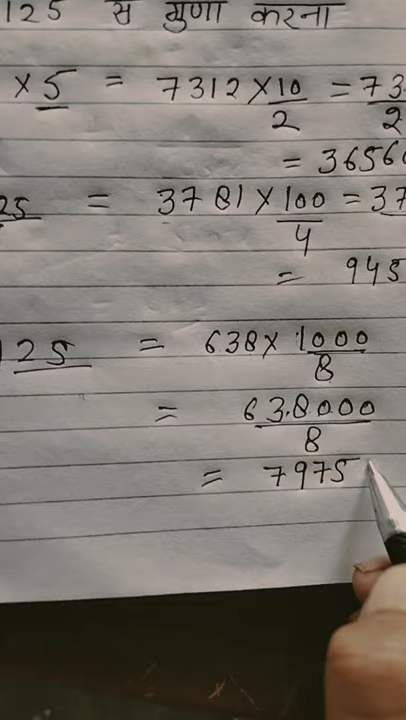 125 से गुणा करना
× 5 = 7312 × 10/2 = 73/2
= 3656
25 = 3781 × 100/4 = 37
= 945
125 = 638 × 1000/8
= 638000/8
= 7975